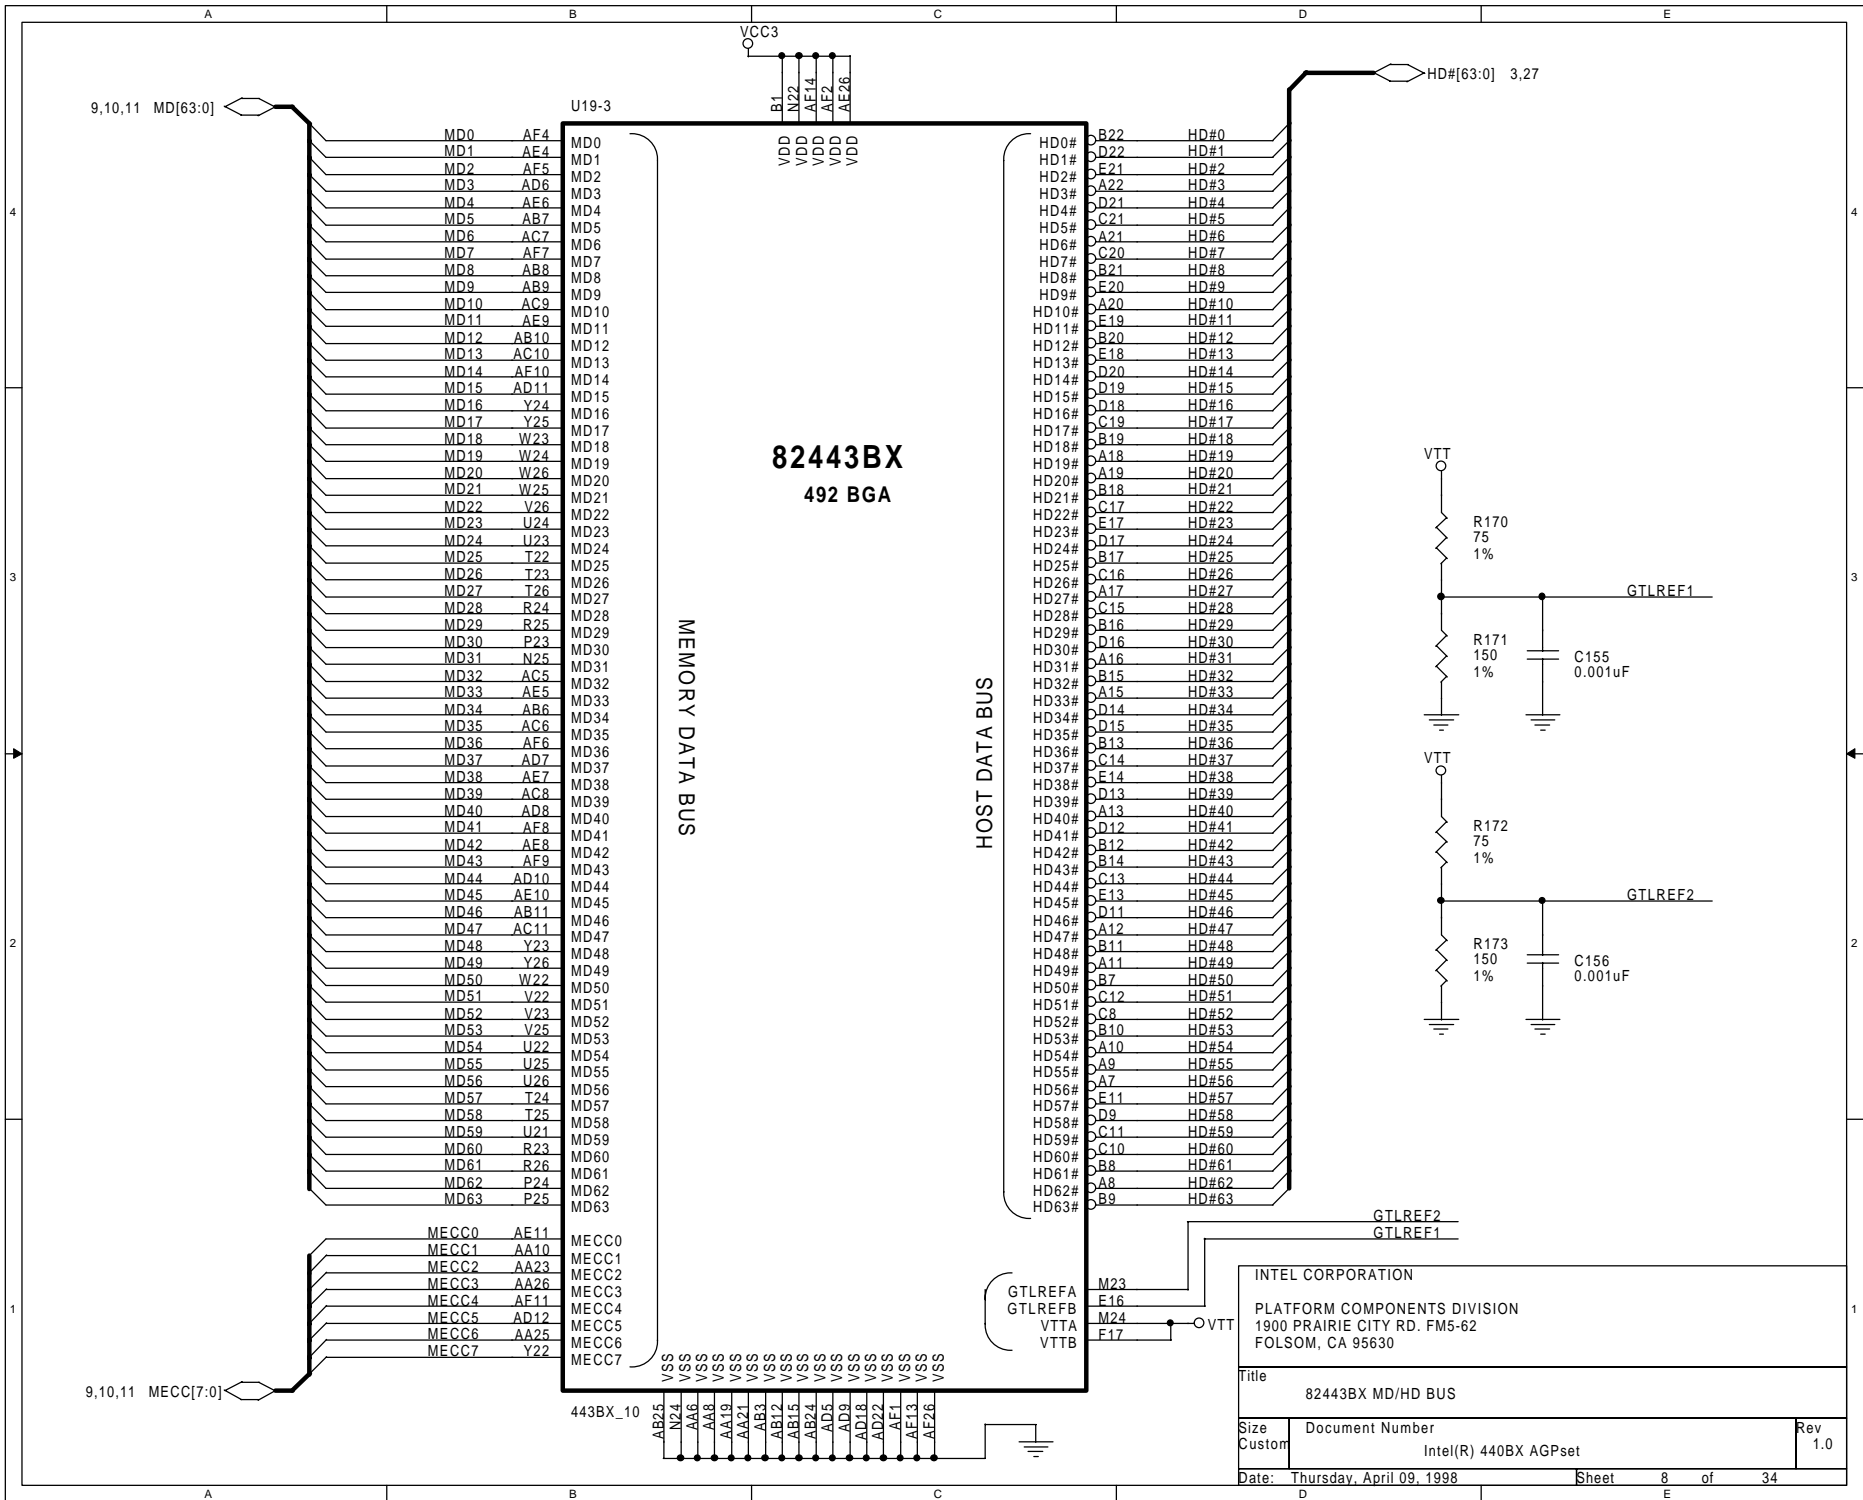 A B C D E
VCC3
HD#[63:0] 3,27
9,10,11 MD[63:0]
U19-3
B1 N22 AF14 AF2 AE26
VDD VDD VDD VDD VDD
MD0 AF4 MD0 HD0# B22 HD#0
MD1 AE4 MD1 HD1# D22 HD#1
MD2 AF5 MD2 HD2# E21 HD#2
MD3 AD6 MD3 HD3# A22 HD#3
MD4 AE6 MD4 HD4# D21 HD#4
MD5 AB7 MD5 HD5# C21 HD#5
MD6 AC7 MD6 HD6# A21 HD#6
MD7 AF7 MD7 HD7# C20 HD#7
MD8 AB8 MD8 HD8# B21 HD#8
MD9 AB9 MD9 HD9# E20 HD#9
MD10 AC9 MD10 HD10# A20 HD#10
MD11 AE9 MD11 HD11# E19 HD#11
MD12 AB10 MD12 HD12# B20 HD#12
MD13 AC10 MD13 HD13# E18 HD#13
MD14 AF10 MD14 HD14# D20 HD#14
MD15 AD11 MD15 HD15# D19 HD#15
MD16 Y24 MD16 HD16# D18 HD#16
MD17 Y25 MD17 HD17# C19 HD#17
MD18 W23 MD18 HD18# B19 HD#18
MD19 W24 MD19 HD19# A18 HD#19
MD20 W26 MD20 HD20# A19 HD#20
MD21 W25 MD21 HD21# B18 HD#21
MD22 V26 MD22 HD22# C17 HD#22
MD23 U24 MD23 HD23# E17 HD#23
MD24 U23 MD24 HD24# D17 HD#24
MD25 T22 MD25 HD25# B17 HD#25
MD26 T23 MD26 HD26# C16 HD#26
MD27 T26 MD27 HD27# A17 HD#27
MD28 R24 MD28 HD28# C15 HD#28
MD29 R25 MD29 HD29# B16 HD#29
MD30 P23 MD30 HD30# D16 HD#30
MD31 N25 MD31 HD31# A16 HD#31
MD32 AC5 MD32 HD32# B15 HD#32
MD33 AE5 MD33 HD33# A15 HD#33
MD34 AB6 MD34 HD34# D14 HD#34
MD35 AC6 MD35 HD35# D15 HD#35
MD36 AF6 MD36 HD36# B13 HD#36
MD37 AD7 MD37 HD37# C14 HD#37
MD38 AE7 MD38 HD38# E14 HD#38
MD39 AC8 MD39 HD39# D13 HD#39
MD40 AD8 MD40 HD40# A13 HD#40
MD41 AF8 MD41 HD41# D12 HD#41
MD42 AE8 MD42 HD42# B12 HD#42
MD43 AF9 MD43 HD43# B14 HD#43
MD44 AD10 MD44 HD44# C13 HD#44
MD45 AE10 MD45 HD45# E13 HD#45
MD46 AB11 MD46 HD46# D11 HD#46
MD47 AC11 MD47 HD47# A12 HD#47
MD48 Y23 MD48 HD48# B11 HD#48
MD49 Y26 MD49 HD49# A11 HD#49
MD50 W22 MD50 HD50# B7 HD#50
MD51 V22 MD51 HD51# C12 HD#51
MD52 V23 MD52 HD52# C8 HD#52
MD53 V25 MD53 HD53# B10 HD#53
MD54 U22 MD54 HD54# A10 HD#54
MD55 U25 MD55 HD55# A9 HD#55
MD56 U26 MD56 HD56# A7 HD#56
MD57 T24 MD57 HD57# E11 HD#57
MD58 T25 MD58 HD58# D9 HD#58
MD59 U21 MD59 HD59# C11 HD#59
MD60 R23 MD60 HD60# C10 HD#60
MD61 R26 MD61 HD61# B8 HD#61
MD62 P24 MD62 HD62# A8 HD#62
MD63 P25 MD63 HD63# B9 HD#63
82443BX
492 BGA
MEMORY DATA BUS
HOST DATA BUS
VTT
R170
75
1%
GTLREF1
R171
150
1%
C155
0.001uF
VTT
R172
75
1%
GTLREF2
R173
150
1%
C156
0.001uF
4 4
3 3
2 2
1 1
GTLREF2
GTLREF1
MECC0 AE11 MECC0
MECC1 AA10 MECC1
MECC2 AA23 MECC2
MECC3 AA26 MECC3
MECC4 AF11 MECC4
MECC5 AD12 MECC5
MECC6 AA25 MECC6
MECC7 Y22 MECC7
GTLREFA M23
GTLREFB E16
VTTA M24
VTTB F17
VTT
9,10,11 MECC[7:0]
VSS VSS VSS VSS VSS VSS VSS VSS VSS VSS VSS VSS VSS VSS VSS VSS VSS
443BX_10
AB25 N24 AA6 AA8 AA19 AA21 AB3 AB12 AB15 AB24 AD5 AD9 AD18 AD22 AF1 AF13 AF26
INTEL CORPORATION
PLATFORM COMPONENTS DIVISION
1900 PRAIRIE CITY RD. FM5-62
FOLSOM, CA 95630
Title
82443BX MD/HD BUS
Size Document Number Rev
Custom Intel(R) 440BX AGPset 1.0
Date: Thursday, April 09, 1998 Sheet 8 of 34
A B C D E